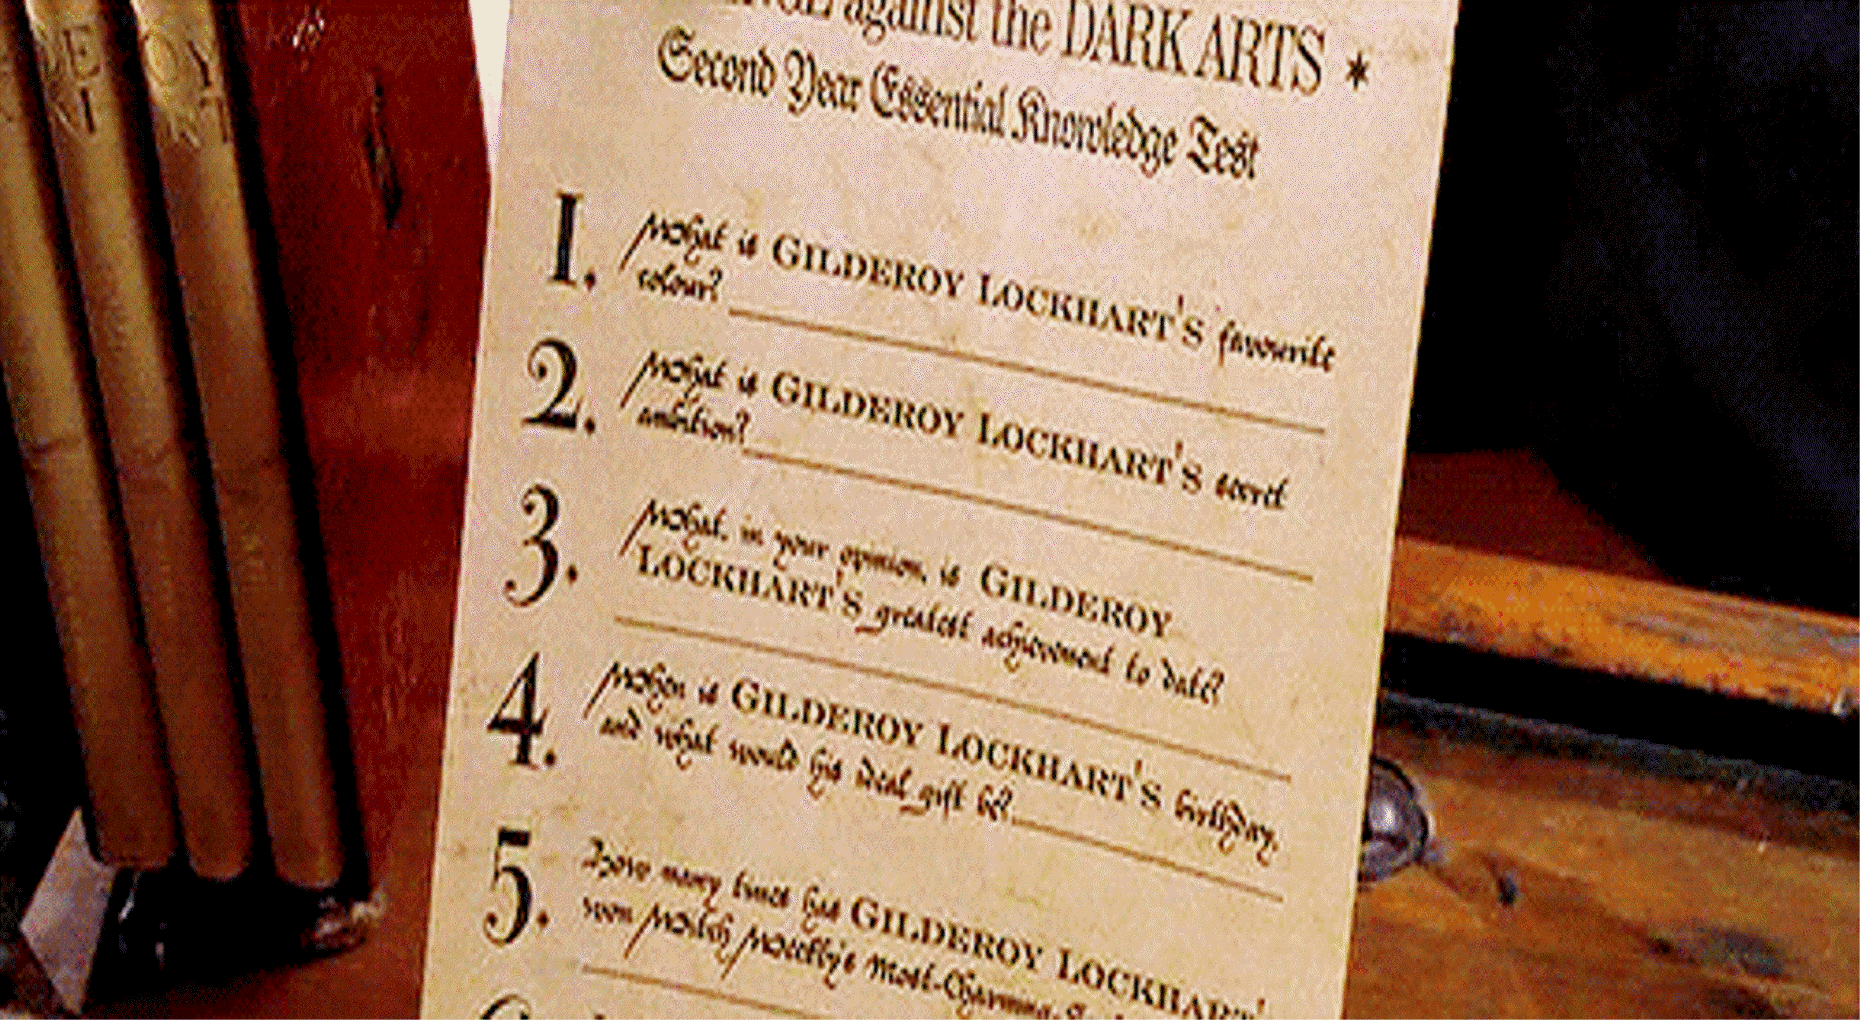 against the DARK ARTS *
Second Year Essential Knowledge Test
1. What is GILDEROY LOCKHART'S favourite
colour?
2. What is GILDEROY LOCKHART'S secret
ambition?
3. What, in your opinion, is GILDEROY
LOCKHART'S greatest achievement to date?
4. When is GILDEROY LOCKHART'S birthday,
and what would his ideal gift be?
5. How many times has GILDEROY LOCKHART
won Witch Weekly's Most-Charming